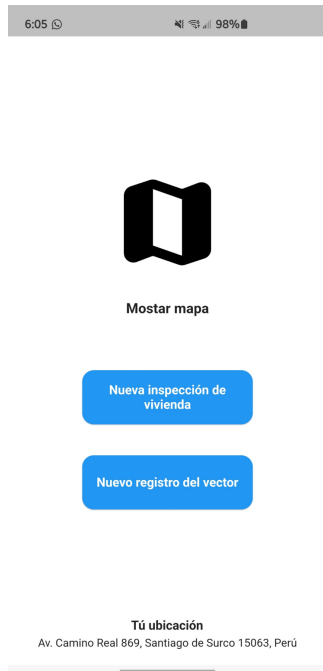 6:05 98%
Mostar mapa
Nueva inspección de
vivienda
Nuevo registro del vector
Tú ubicación
Av. Camino Real 869, Santiago de Surco 15063, Perú